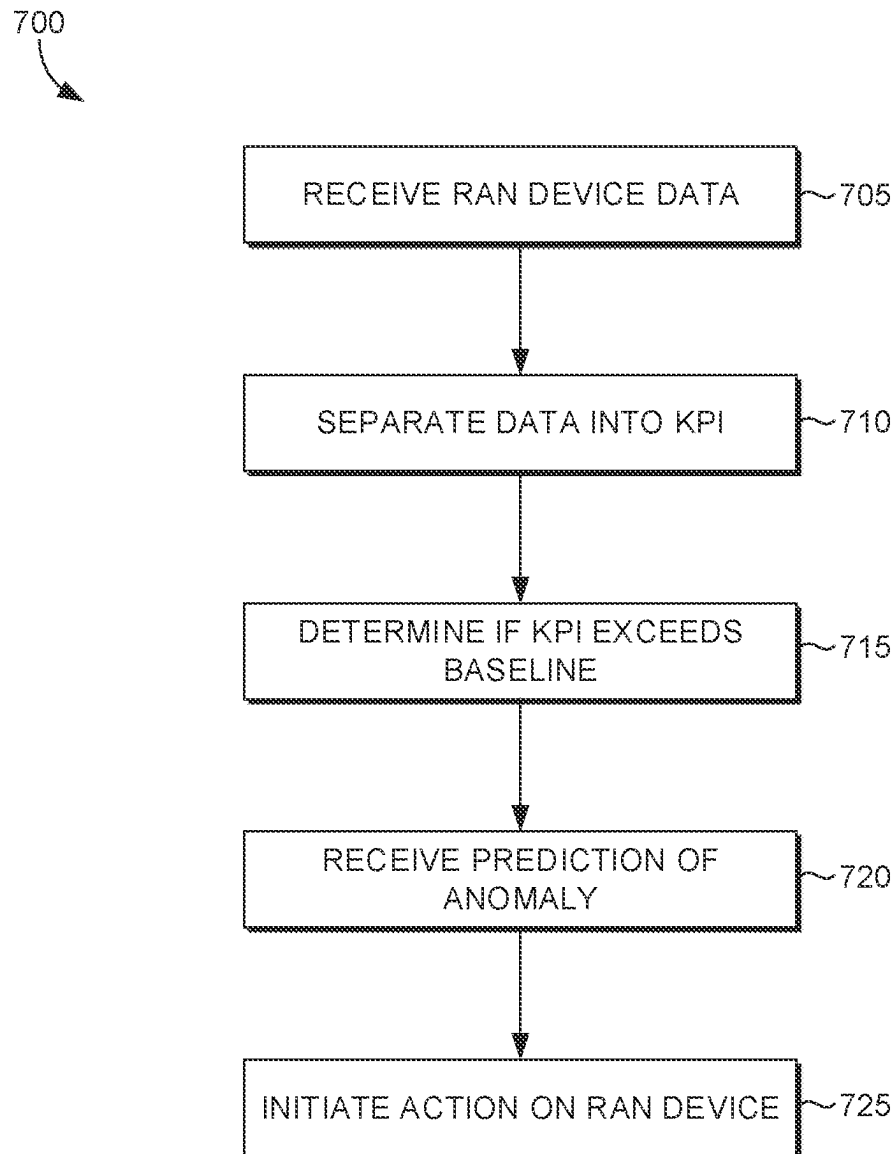 700
RECEIVE RAN DEVICE DATA
705
SEPARATE DATA INTO KPI
710
DETERMINE IF KPI EXCEEDS
BASELINE
715
RECEIVE PREDICTION OF
ANOMALY
720
INITIATE ACTION ON RAN DEVICE
725